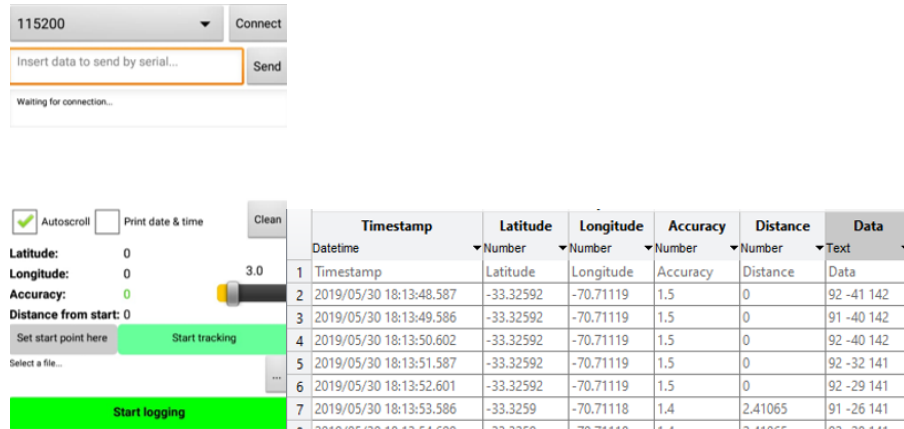 115200 Connect
Insert data to send by serial... Send
Waiting for connection...
Autoscroll Print date & time Clean
Latitude: 0
Longitude: 0 3.0
Accuracy: 0
Distance from start: 0
Set start point here Start tracking
Select a file... ...
Start logging
Timestamp Latitude Longitude Accuracy Distance Data
Datetime Number Number Number Number Text
1 Timestamp Latitude Longitude Accuracy Distance Data
2 2019/05/30 18:13:48.587 -33.32592 -70.71119 1.5 0 92 -41 142
3 2019/05/30 18:13:49.586 -33.32592 -70.71119 1.5 0 91 -40 142
4 2019/05/30 18:13:50.602 -33.32592 -70.71119 1.5 0 92 -40 142
5 2019/05/30 18:13:51.587 -33.32592 -70.71119 1.5 0 92 -32 141
6 2019/05/30 18:13:52.601 -33.32592 -70.71119 1.5 0 92 -29 141
7 2019/05/30 18:13:53.586 -33.3259 -70.71118 1.4 2.41065 91 -26 141